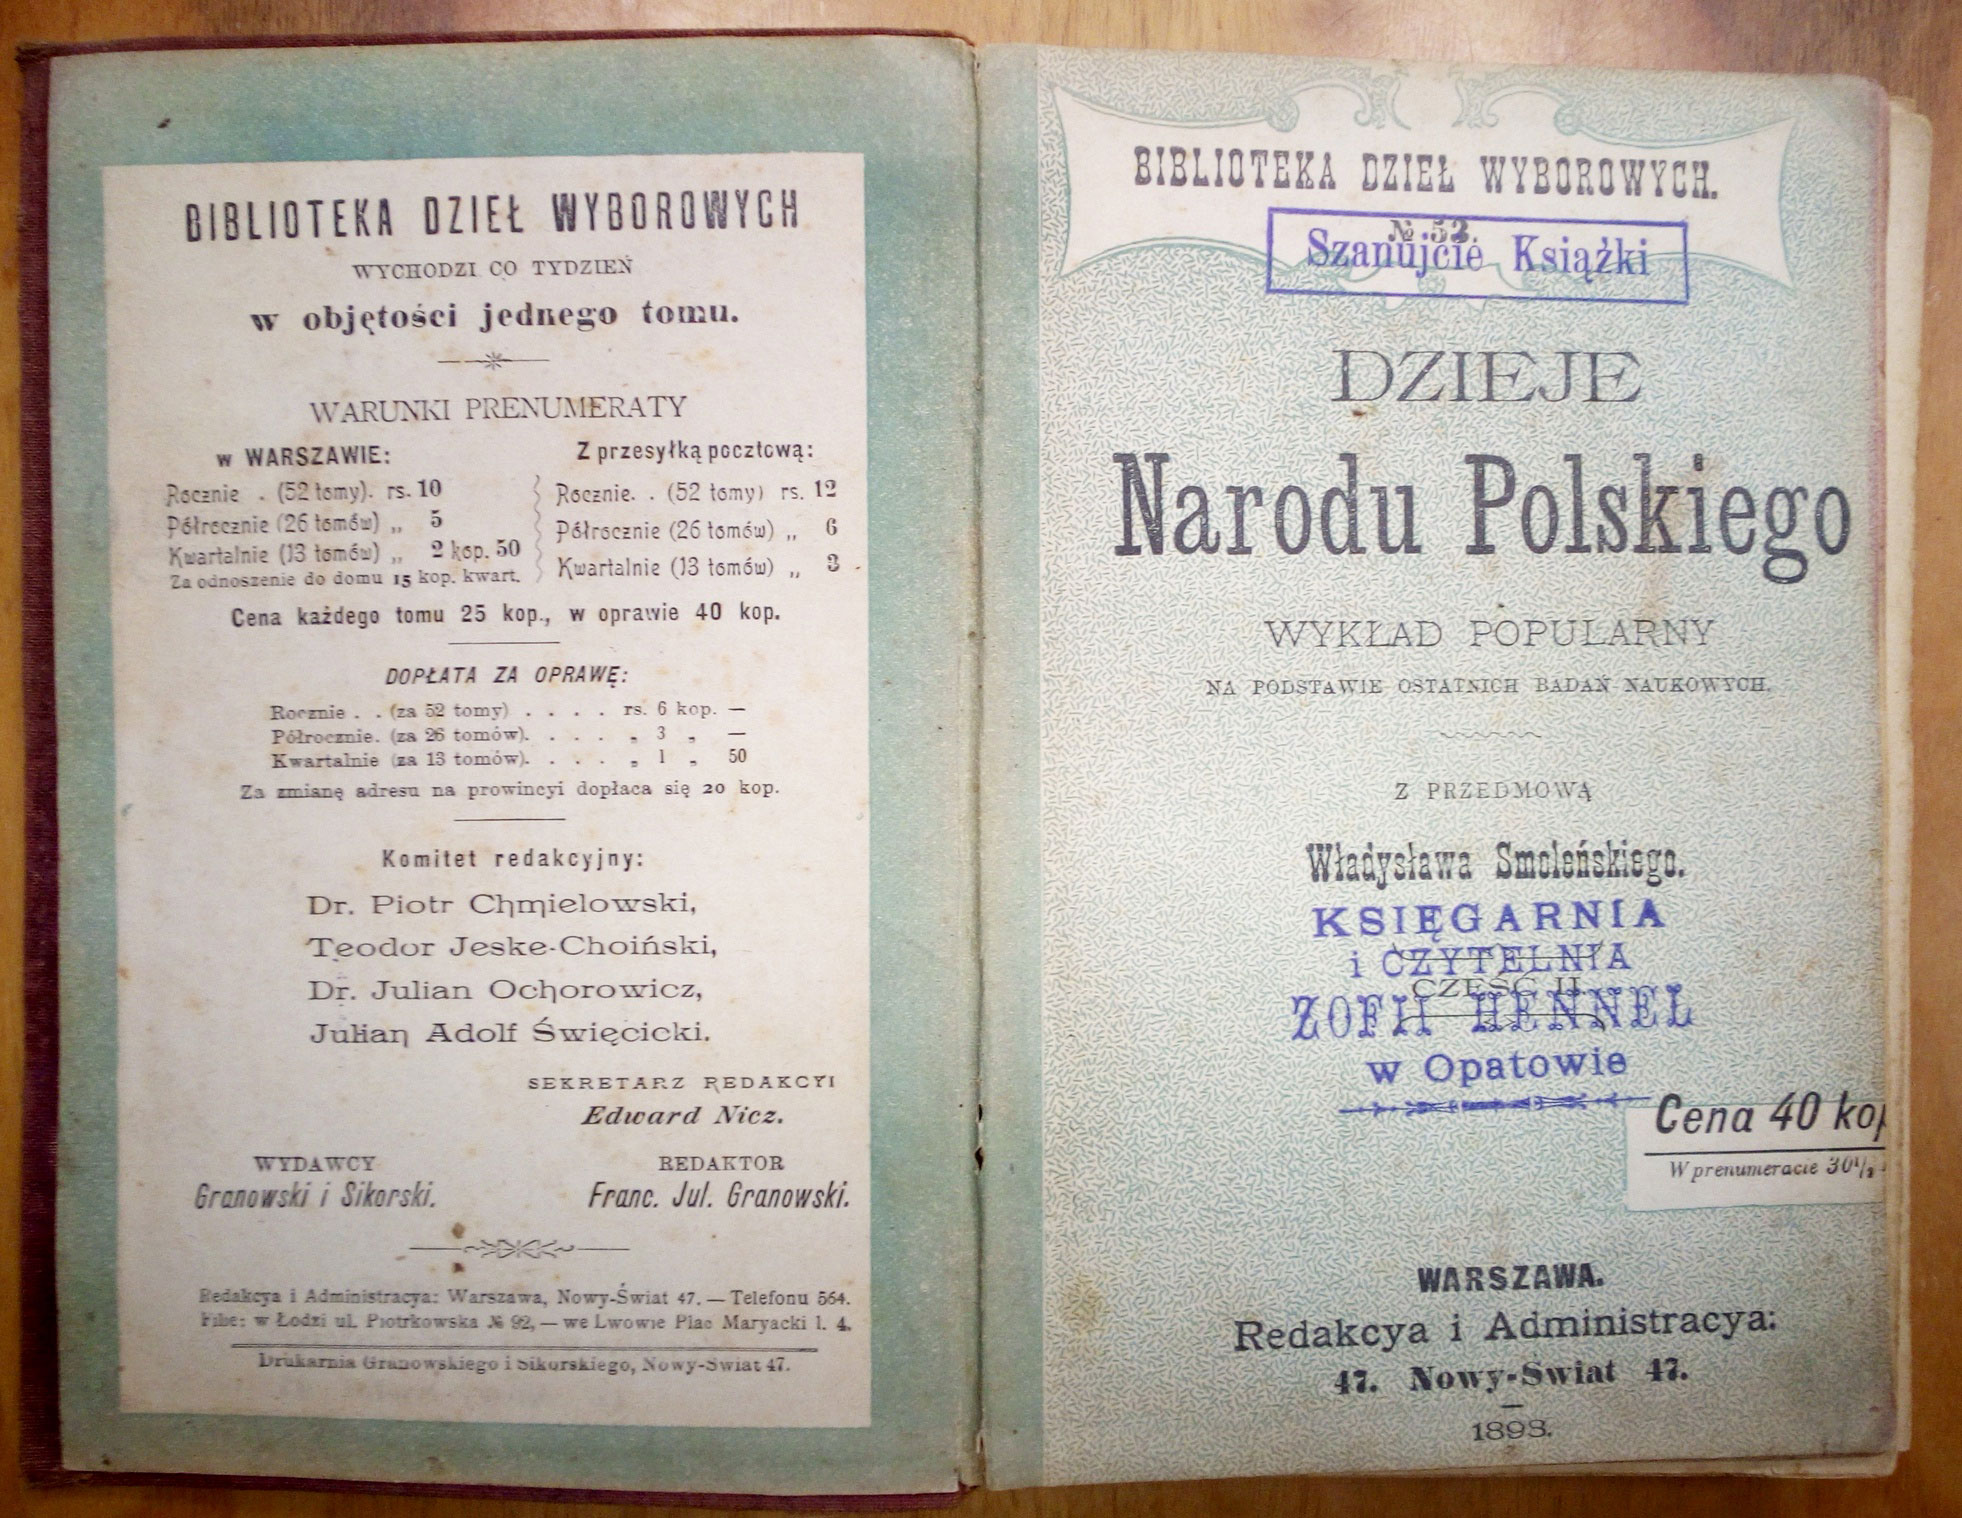 BIBLIOTEKA DZIEŁ WYBOROWYCH
WYCHODZI CO TYDZIEŃ
w objętości jednego tomu.
WARUNKI PRENUMERATY
w WARSZAWIE:
Rocznie . (52 tomy). rs. 10
Półrocznie (26 tomów) „ 5
Kwartalnie (13 tomów) „ 2 kop. 50
Za odnoszenie do domu 15 kop. kwart.
Z przesyłką pocztową:
Rocznie. . (52 tomy) rs. 12
Półrocznie (26 tomów) „ 6
Kwartalnie (13 tomów) „ 3
Cena każdego tomu 25 kop., w oprawie 40 kop.
DOPŁATA ZA OPRAWĘ:
Rocznie . . (za 52 tomy) . . . . rs. 6 kop. —
Półrocznie. (za 26 tomów). . . . „ 3 „ —
Kwartalnie (za 13 tomów). . . . „ 1 „ 50
Za zmianę adresu na prowincyi dopłaca się 20 kop.
Komitet redakcyjny:
Dr. Piotr Chmielowski,
Teodor Jeske-Choiński,
Dr. Julian Ochorowicz,
Julian Adolf Święcicki.
SEKRETARZ REDAKCYI
Edward Nicz.
WYDAWCY
Granowski i Sikorski.
REDAKTOR
Franc. Jul. Granowski.
Redakcya i Administracya: Warszawa, Nowy-Świat 47. — Telefonu 564.
Filie: w Łodzi ul. Piotrkowska № 92, — we Lwowie Plac Maryacki l. 4.
Drukarnia Granowskiego i Sikorskiego, Nowy-Świat 47.
BIBLIOTEKA DZIEŁ WYBOROWYCH.
№ 52.
Szanujcie Książki
DZIEJE
Narodu Polskiego
WYKŁAD POPULARNY
NA PODSTAWIE OSTATNICH BADAŃ NAUKOWYCH.
Z PRZEDMOWĄ
Władysława Smoleńskiego.
KSIĘGARNIA
i CZYTELNIA
CZĘŚĆ II.
ZOFII HENNEL
w Opatowie
Cena 40 kop
W prenumeracie 30½
WARSZAWA.
Redakcya i Administracya:
47. Nowy-Świat 47.
1898.